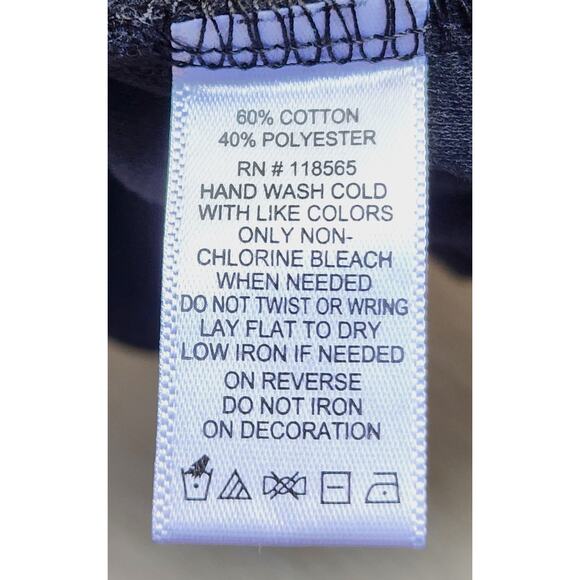 60% COTTON
40% POLYESTER
RN # 118565
HAND WASH COLD
WITH LIKE COLORS
ONLY NON-
CHLORINE BLEACH
WHEN NEEDED
DO NOT TWIST OR WRING
LAY FLAT TO DRY
LOW IRON IF NEEDED
ON REVERSE
DO NOT IRON
ON DECORATION